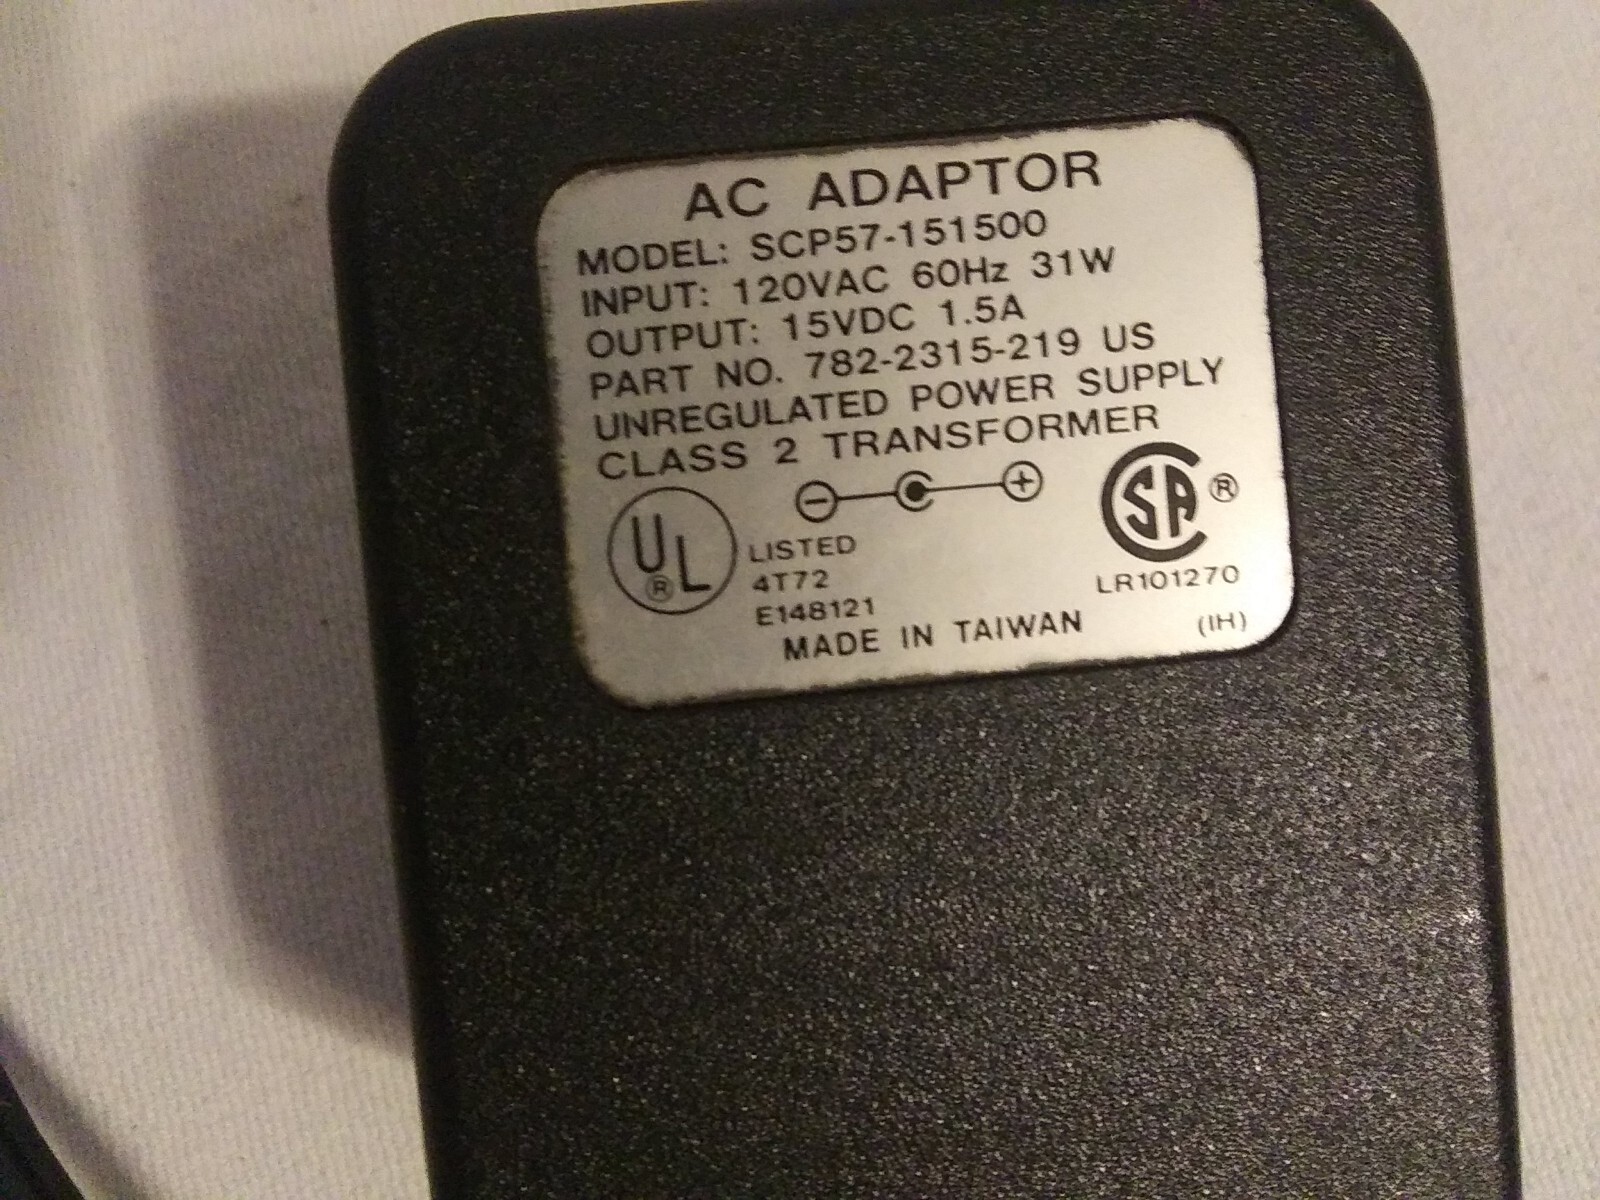 AC ADAPTOR
MODEL: SCP57-151500
INPUT: 120VAC 60Hz 31W
OUTPUT: 15VDC 1.5A
PART NO. 782-2315-219 US
UNREGULATED POWER SUPPLY
CLASS 2 TRANSFORMER
UL® LISTED
4T72
E148121
SA ®
LR101270
MADE IN TAIWAN (IH)